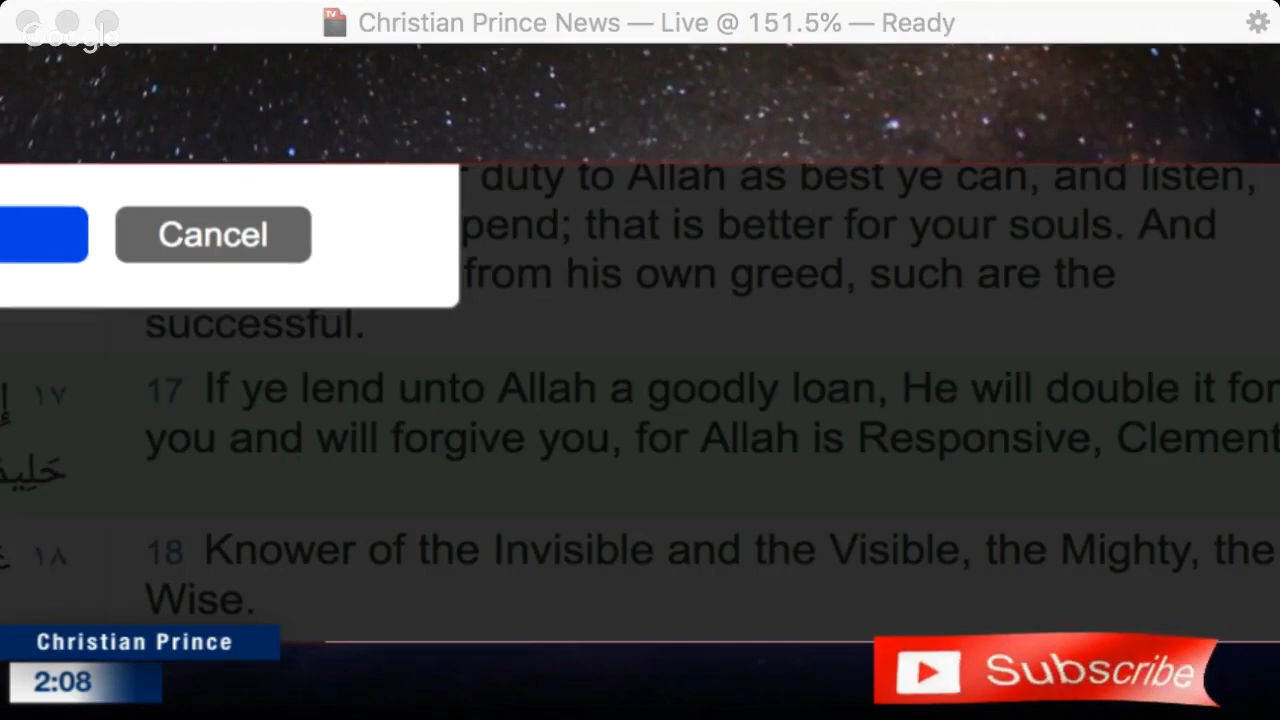 Christian Prince News — Live @ 151.5% — Ready
Google
duty to Allah as best ye can, and listen,
Cancel
pend; that is better for your souls. And
from his own greed, such are the
successful.
١٧
17 If ye lend unto Allah a goodly loan, He will double it for
you and will forgive you, for Allah is Responsive, Clement
١٨
18 Knower of the Invisible and the Visible, the Mighty, the
Wise.
Christian Prince
2:08
Subscribe